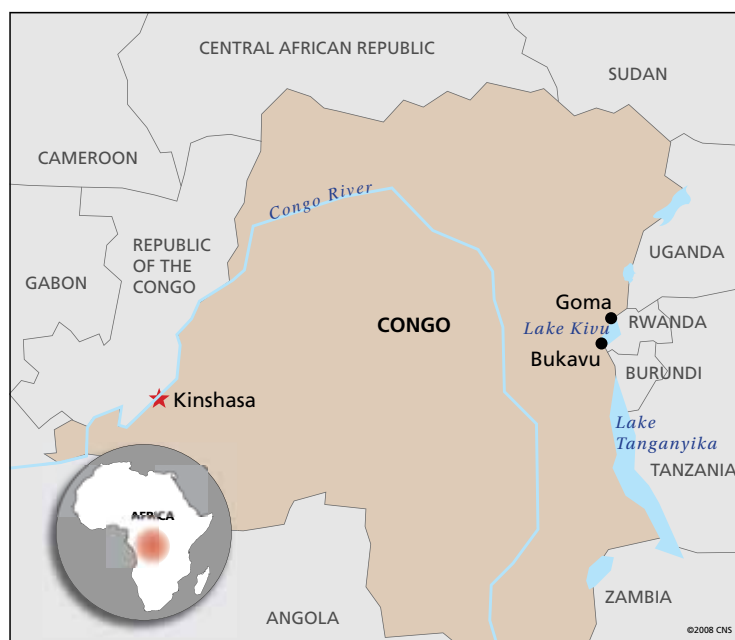 CENTRAL AFRICAN REPUBLIC
SUDAN
CAMEROON
Congo River
REPUBLIC
OF THE
CONGO
UGANDA
GABON
Goma
CONGO
Lake Kivu
RWANDA
Bukavu
BURUNDI
Kinshasa
Lake
Tanganyika
TANZANIA
AFRICA
ZAMBIA
ANGOLA
©2008 CNS